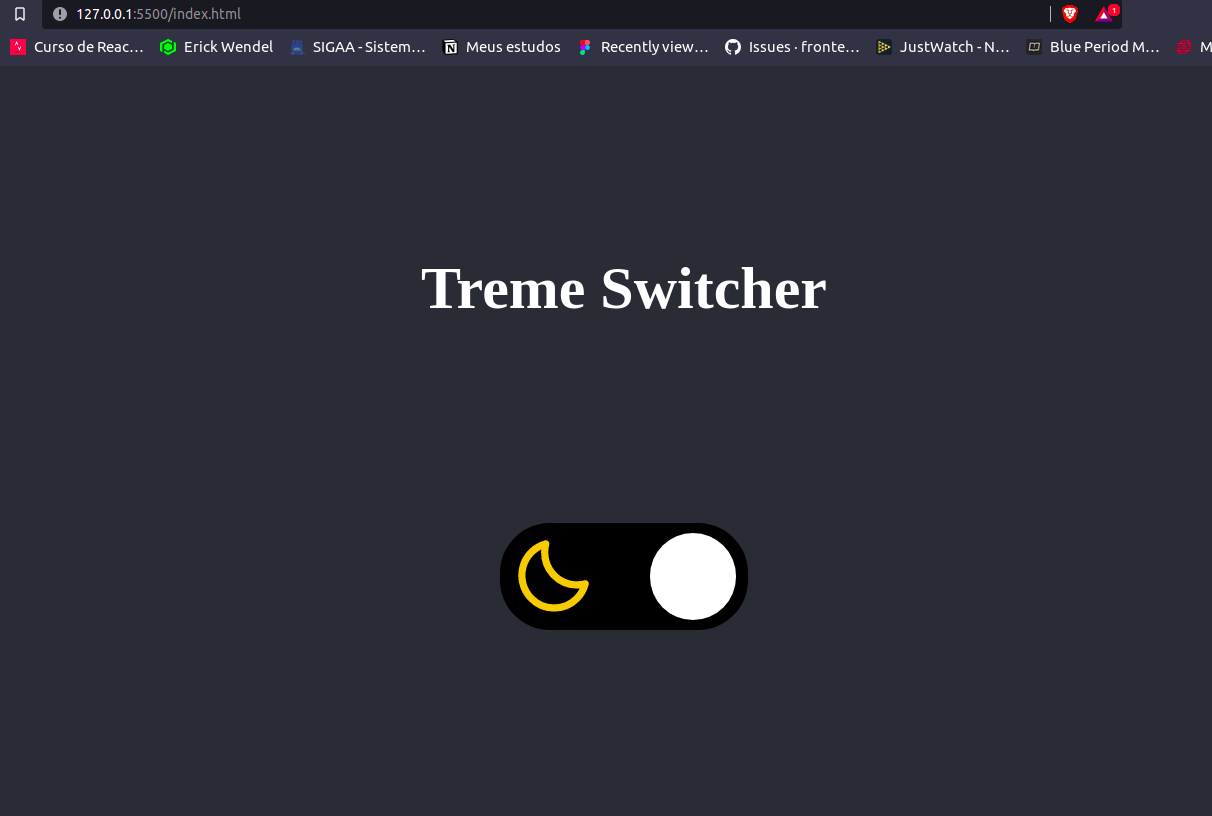 127.0.0.1:5500/index.html
1
Curso de Reac... Erick Wendel SIGAA - Sistem... Meus estudos Recently view... Issues · fronte... JustWatch - N... Blue Period M... M
Treme Switcher